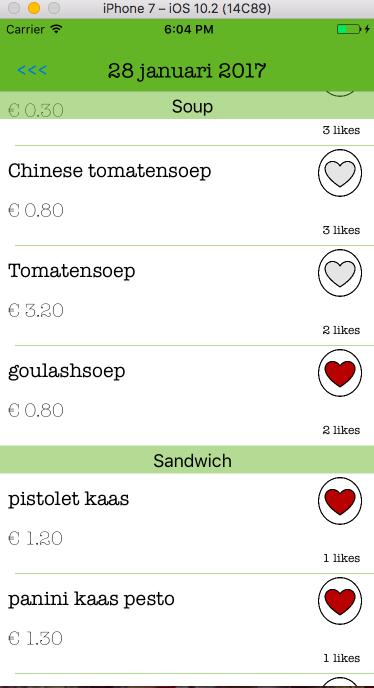 iPhone 7 – iOS 10.2 (14C89)
Carrier 6:04 PM
<<< 28 januari 2017
Soup
€ 0.30
3 likes
Chinese tomatensoep
€ 0.80
3 likes
Tomatensoep
€ 3.20
2 likes
goulashsoep
€ 0.80
2 likes
Sandwich
pistolet kaas
€ 1.20
1 likes
panini kaas pesto
€ 1.30
1 likes